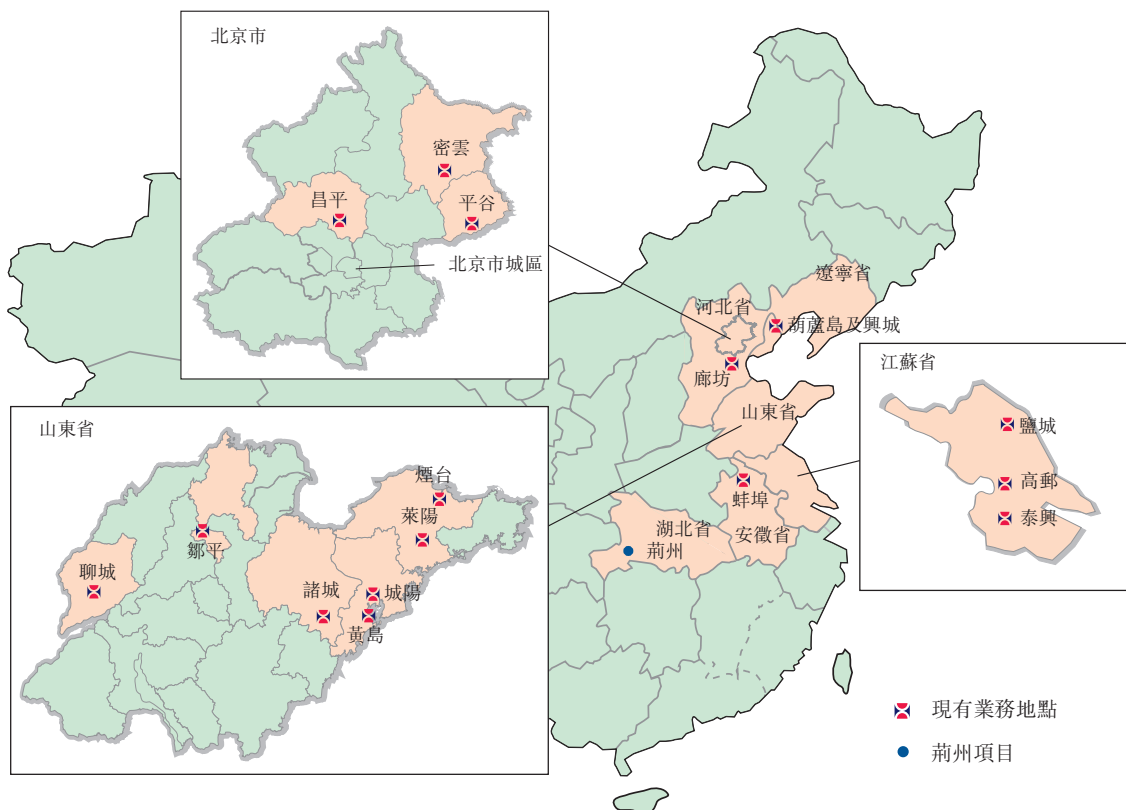 北京市
密雲
昌平
平谷
北京市城區
遼寧省
河北省
葫蘆島及興城
廊坊
山東省
蚌埠
湖北省
安徵省
荊州
江蘇省
鹽城
高郵
泰興
山東省
煙台
萊陽
鄒平
聊城
諸城
城陽
黃島
現有業務地點
荊州項目